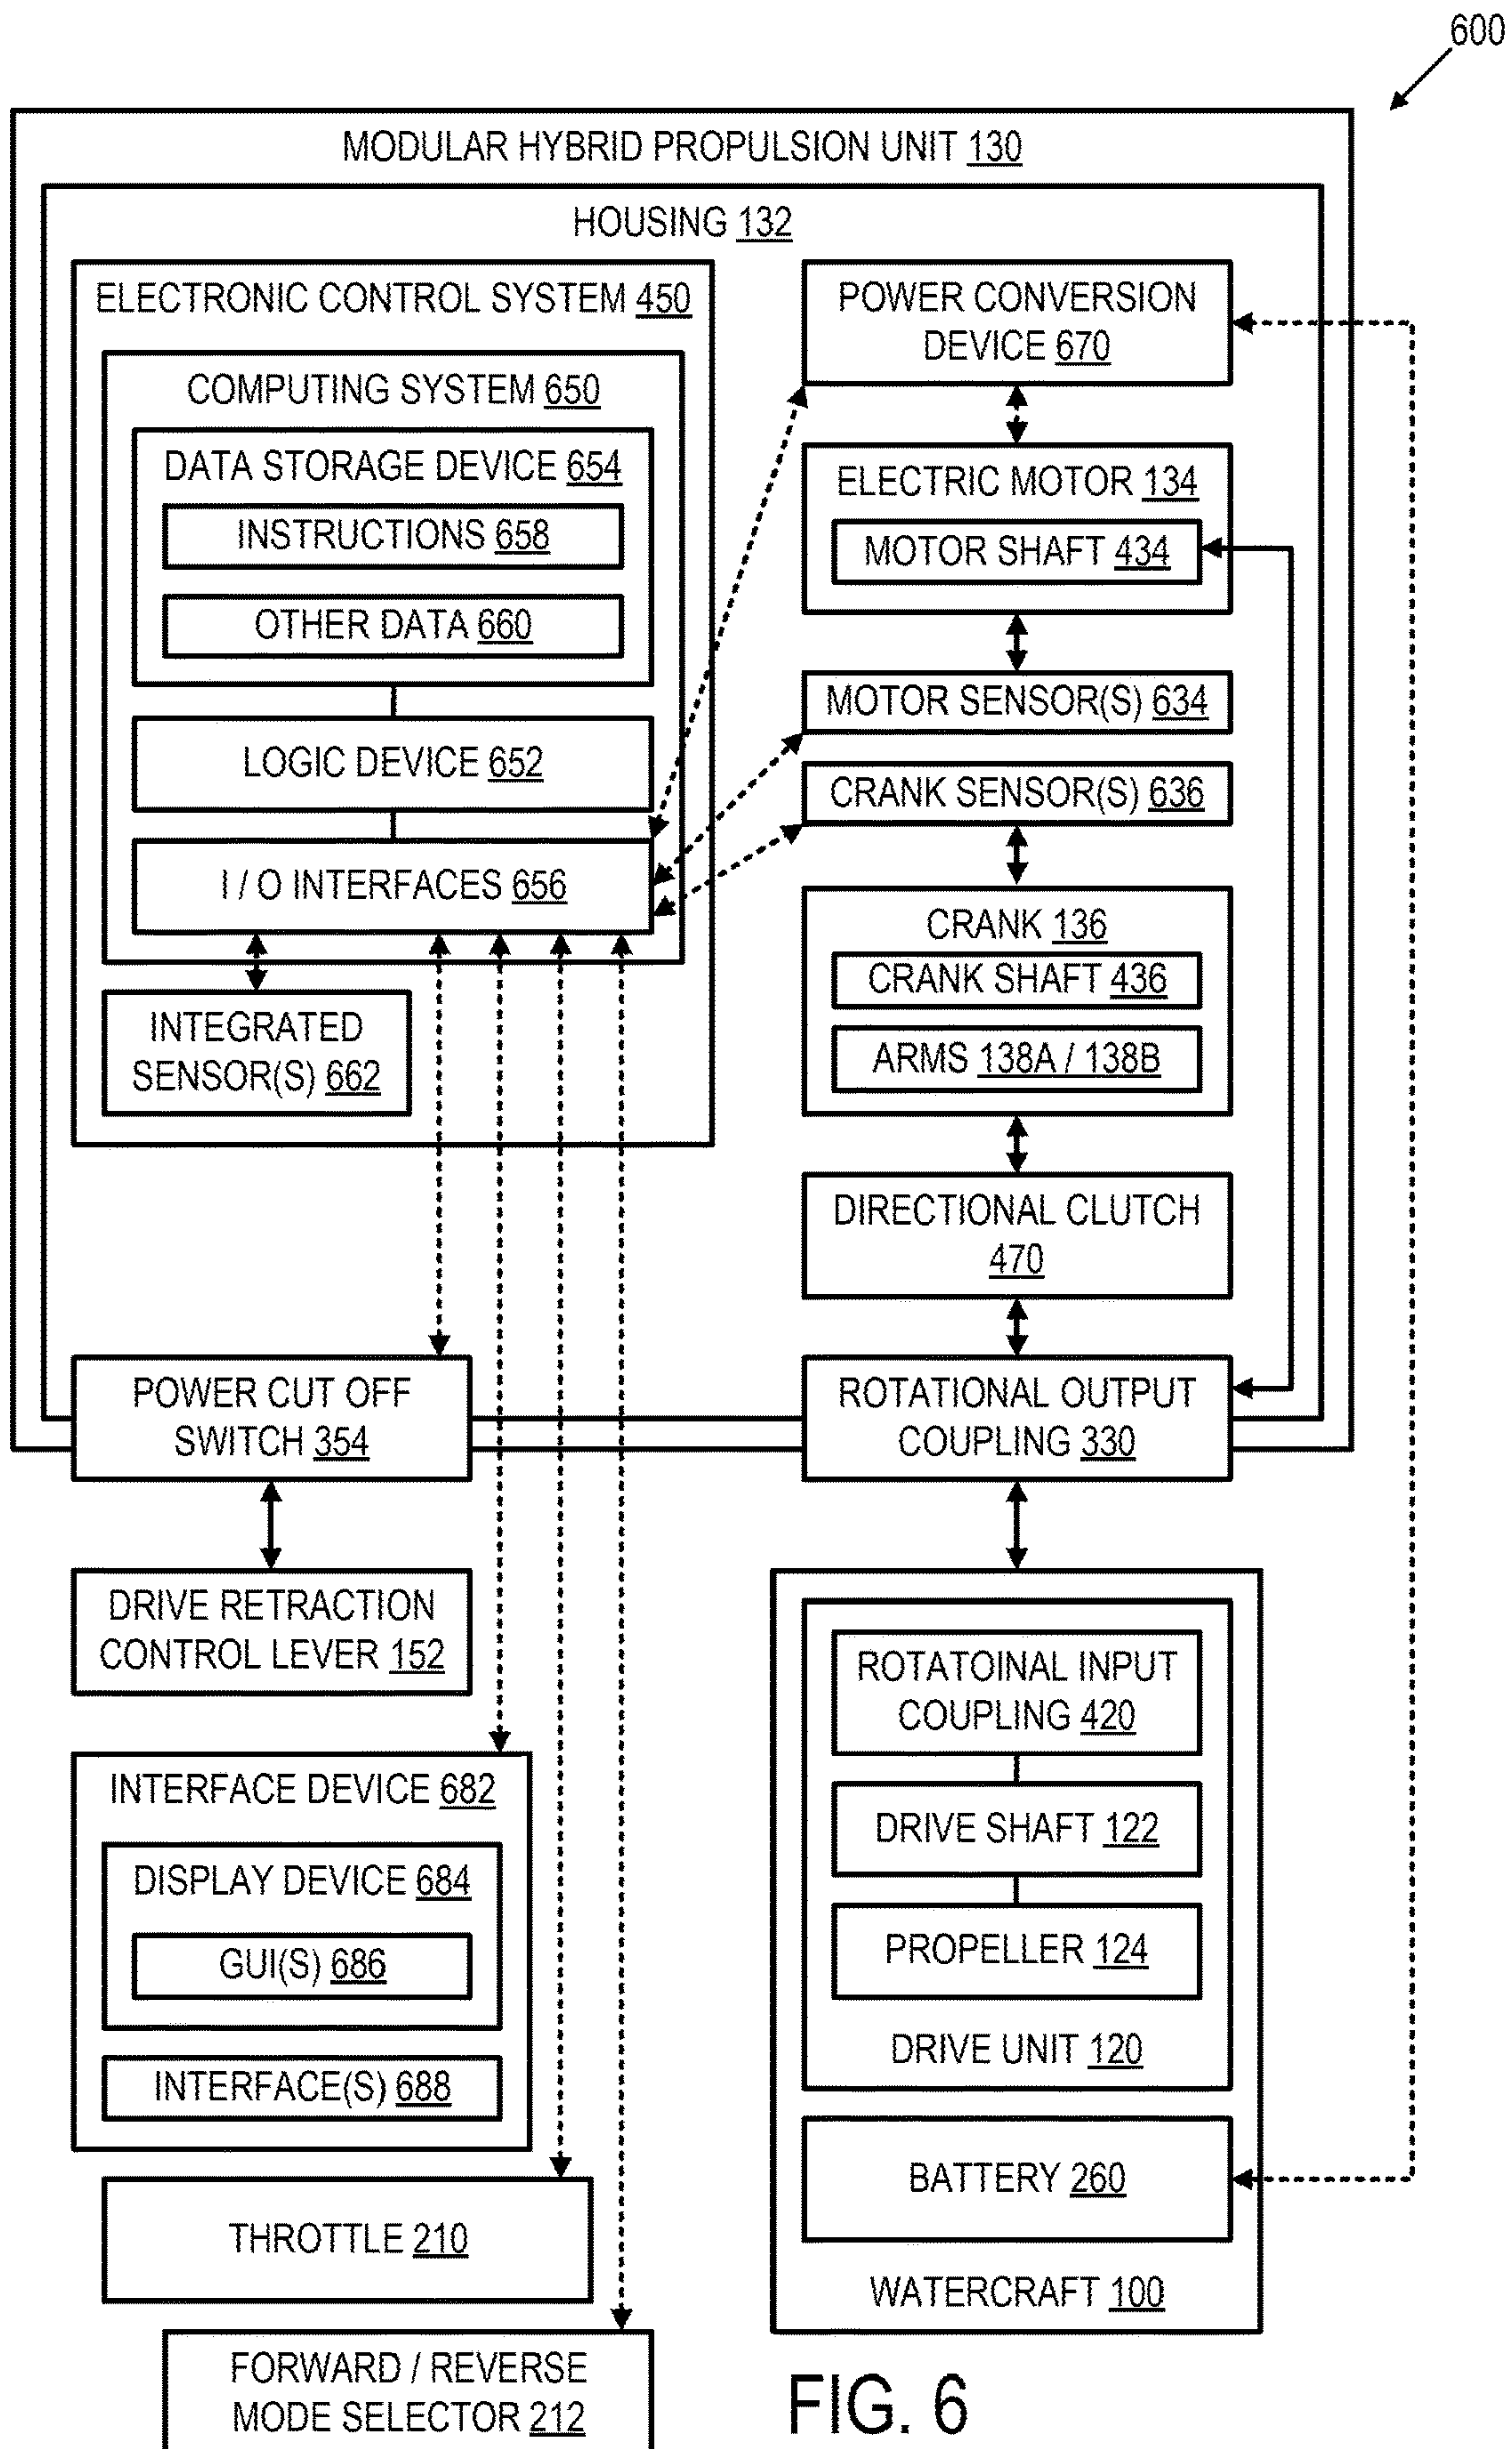 600
MODULAR HYBRID PROPULSION UNIT 130
HOUSING 132
ELECTRONIC CONTROL SYSTEM 450
COMPUTING SYSTEM 650
DATA STORAGE DEVICE 654
INSTRUCTIONS 658
OTHER DATA 660
LOGIC DEVICE 652
I / O INTERFACES 656
INTEGRATED
SENSOR(S) 662
POWER CONVERSION
DEVICE 670
ELECTRIC MOTOR 134
MOTOR SHAFT 434
MOTOR SENSOR(S) 634
CRANK SENSOR(S) 636
CRANK 136
CRANK SHAFT 436
ARMS 138A / 138B
DIRECTIONAL CLUTCH
470
POWER CUT OFF
SWITCH 354
ROTATIONAL OUTPUT
COUPLING 330
DRIVE RETRACTION
CONTROL LEVER 152
INTERFACE DEVICE 682
DISPLAY DEVICE 684
GUI(S) 686
INTERFACE(S) 688
THROTTLE 210
FORWARD / REVERSE
MODE SELECTOR 212
ROTATOINAL INPUT
COUPLING 420
DRIVE SHAFT 122
PROPELLER 124
DRIVE UNIT 120
BATTERY 260
WATERCRAFT 100
FIG. 6